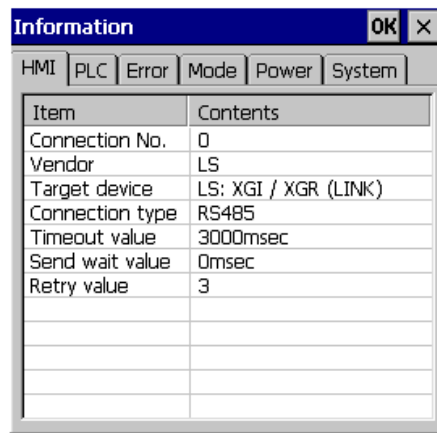 Information OK ×
HMI PLC Error Mode Power System
Item Contents
Connection No. 0
Vendor LS
Target device LS: XGI / XGR (LINK)
Connection type RS485
Timeout value 3000msec
Send wait value 0msec
Retry value 3